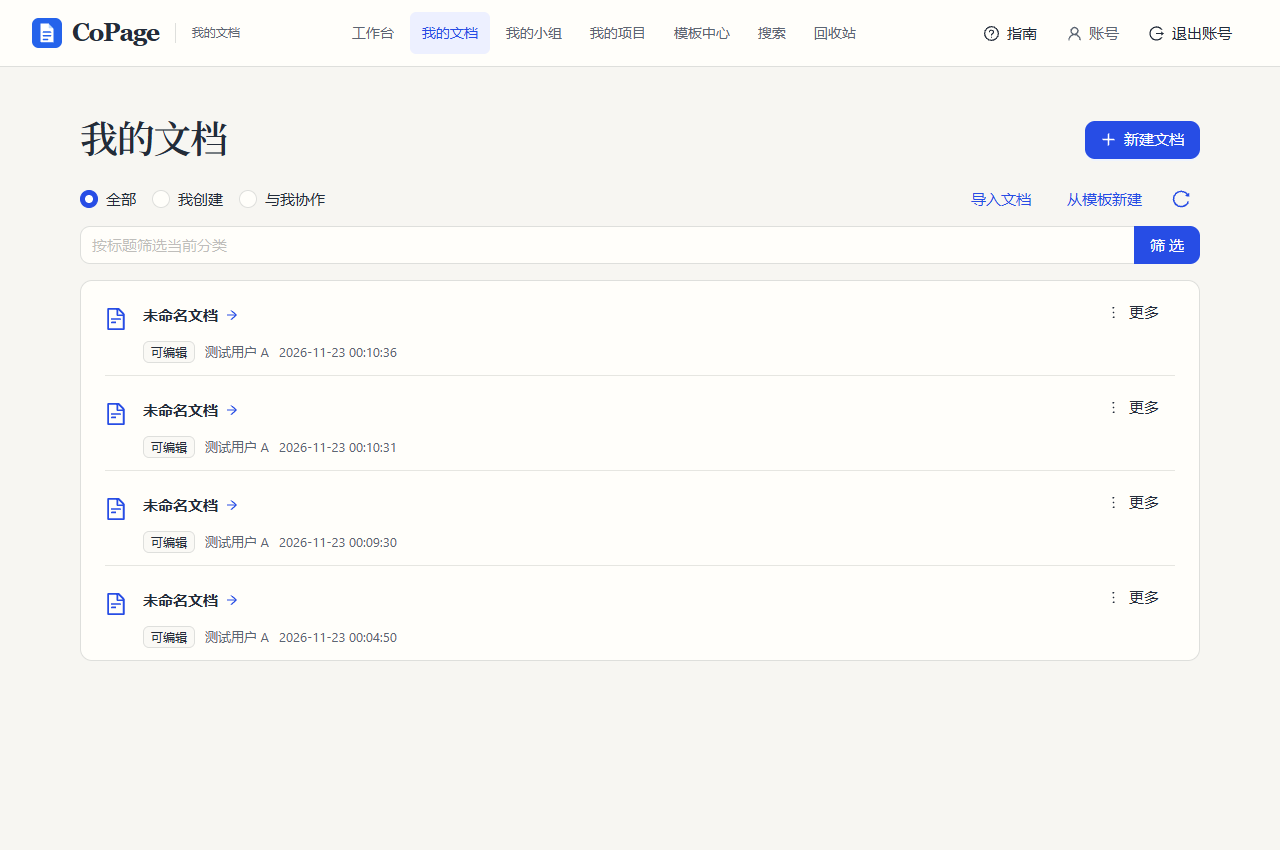 CoPage 我的文档 工作台 我的文档 我的小组 我的项目 模板中心 搜索 回收站 指南 账号 退出账号
我的文档 新建文档
全部 我创建 与我协作 导入文档 从模板新建
按标题筛选当前分类 筛 选
未命名文档 更多
可编辑 测试用户 A 2026-11-23 00:10:36
未命名文档 更多
可编辑 测试用户 A 2026-11-23 00:10:31
未命名文档 更多
可编辑 测试用户 A 2026-11-23 00:09:30
未命名文档 更多
可编辑 测试用户 A 2026-11-23 00:04:50